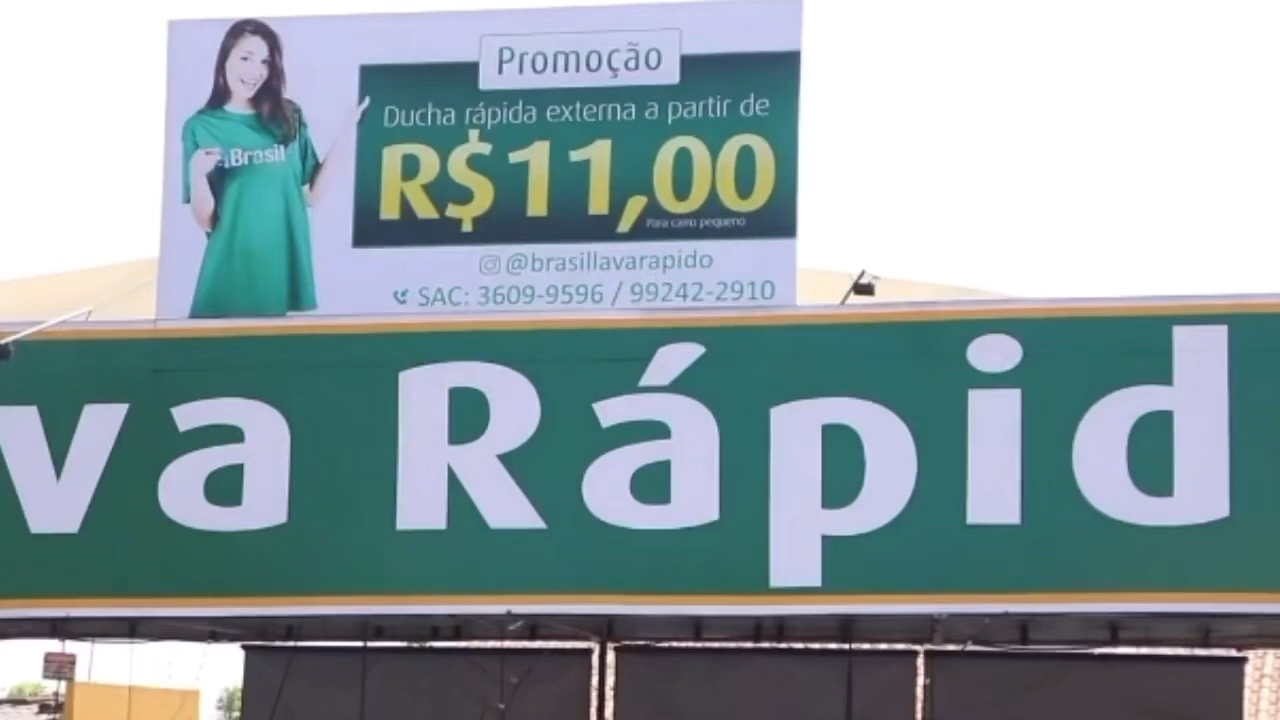 Promoção
Ducha rápida externa a partir de
R$11,00
Para carro pequeno
Brasil
@brasillavarapido
SAC: 3609-9596 / 99242-2910
va Rápid